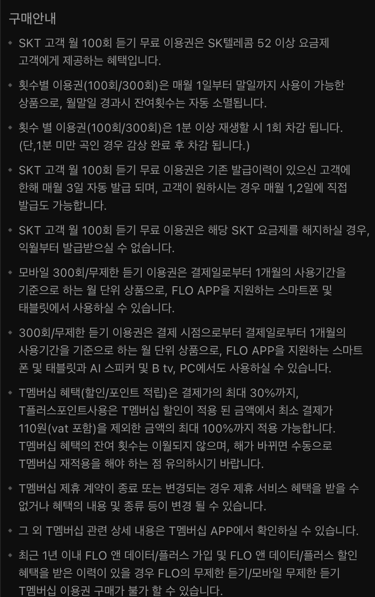 구매안내
• SKT 고객 월 100회 듣기 무료 이용권은 SK텔레콤 52 이상 요금제
고객에게 제공하는 혜택입니다.
• 횟수별 이용권(100회/300회)은 매월 1일부터 말일까지 사용이 가능한
상품으로, 월말일 경과시 잔여횟수는 자동 소멸됩니다.
• 횟수 별 이용권(100회/300회)은 1분 이상 재생할 시 1회 차감 됩니다.
(단,1분 미만 곡인 경우 감상 완료 후 차감 됩니다.)
• SKT 고객 월 100회 듣기 무료 이용권은 기존 발급이력이 있으신 고객에
한해 매월 3일 자동 발급 되며, 고객이 원하시는 경우 매월 1,2일에 직접
발급도 가능합니다.
• SKT 고객 월 100회 듣기 무료 이용권은 해당 SKT 요금제를 해지하실 경우,
익월부터 발급받으실 수 없습니다.
• 모바일 300회/무제한 듣기 이용권은 결제일로부터 1개월의 사용기간을
기준으로 하는 월 단위 상품으로, FLO APP을 지원하는 스마트폰 및
태블릿에서 사용하실 수 있습니다.
• 300회/무제한 듣기 이용권은 결제 시점으로부터 결제일로부터 1개월의
사용기간을 기준으로 하는 월 단위 상품으로, FLO APP을 지원하는 스마트
폰 및 태블릿과 AI 스피커 및 B tv, PC에서도 사용하실 수 있습니다.
• T멤버십 혜택(할인/포인트 적립)은 결제가의 최대 30%까지,
T플러스포인트사용은 T멤버십 할인이 적용 된 금액에서 최소 결제가
110원(vat 포함)을 제외한 금액의 최대 100%까지 적용 가능합니다.
T멤버십 혜택의 잔여 횟수는 이월되지 않으며, 해가 바뀌면 수동으로
T멤버십 재적용을 해야 하는 점 유의하시기 바랍니다.
• T멤버십 제휴 계약이 종료 또는 변경되는 경우 제휴 서비스 혜택을 받을 수
없거나 혜택의 내용 및 종류 등이 변경 될 수 있습니다.
• 그 외 T멤버십 관련 상세 내용은 T멤버십 APP에서 확인하실 수 있습니다.
• 최근 1년 이내 FLO 앤 데이터/플러스 가입 및 FLO 앤 데이터/플러스 할인
혜택을 받은 이력이 있을 경우 FLO의 무제한 듣기/모바일 무제한 듣기
T멤버십 이용권 구매가 불가 할 수 있습니다.